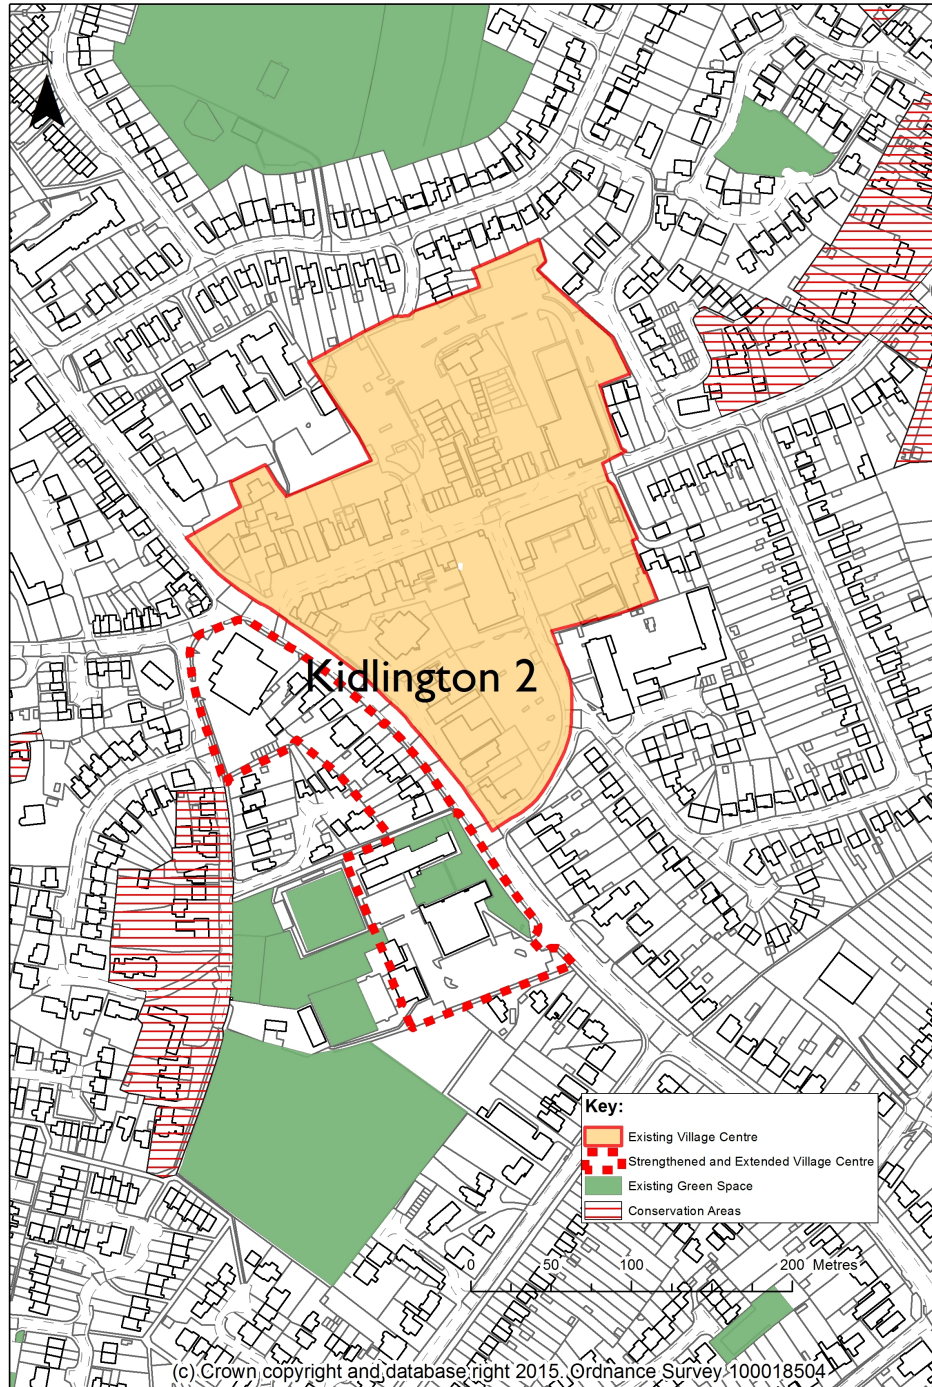 Kidlington 2
Key:
Existing Village Centre
Strengthened and Extended Village Centre
Existing Green Space
Conservation Areas
0 50 100 200 Metres
(c) Crown copyright and database right 2015. Ordnance Survey 100018504